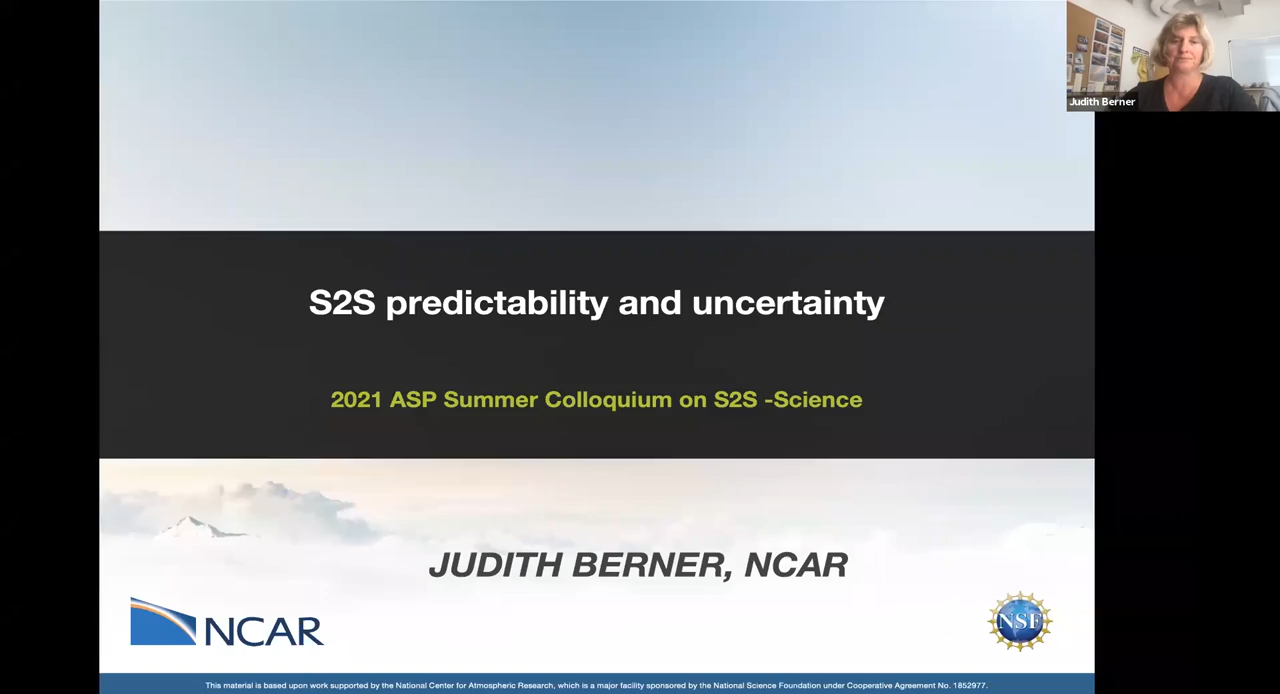 Judith Berner
S2S predictability and uncertainty
2021 ASP Summer Colloquium on S2S -Science
JUDITH BERNER, NCAR
NCAR
NSF
This material is based upon work supported by the National Center for Atmospheric Research, which is a major facility sponsored by the National Science Foundation under Cooperative Agreement No. 1852977.